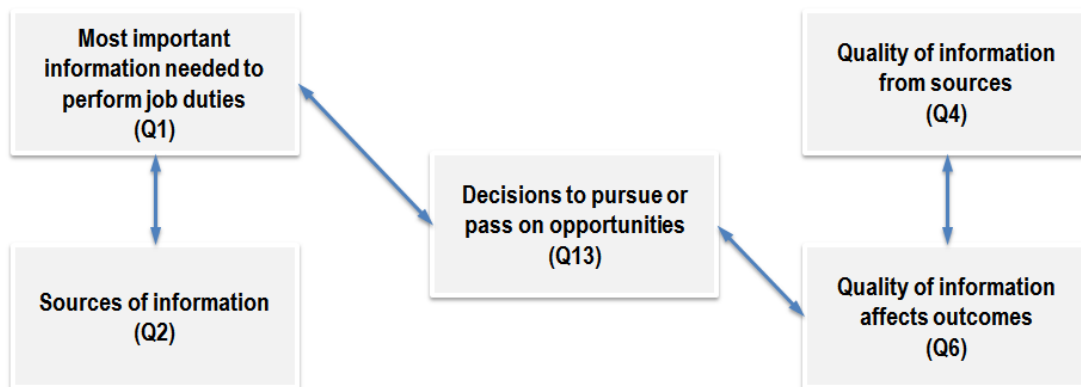 Most important
information needed to
perform job duties
(Q1)
Sources of information
(Q2)
Decisions to pursue or
pass on opportunities
(Q13)
Quality of information
from sources
(Q4)
Quality of information
affects outcomes
(Q6)